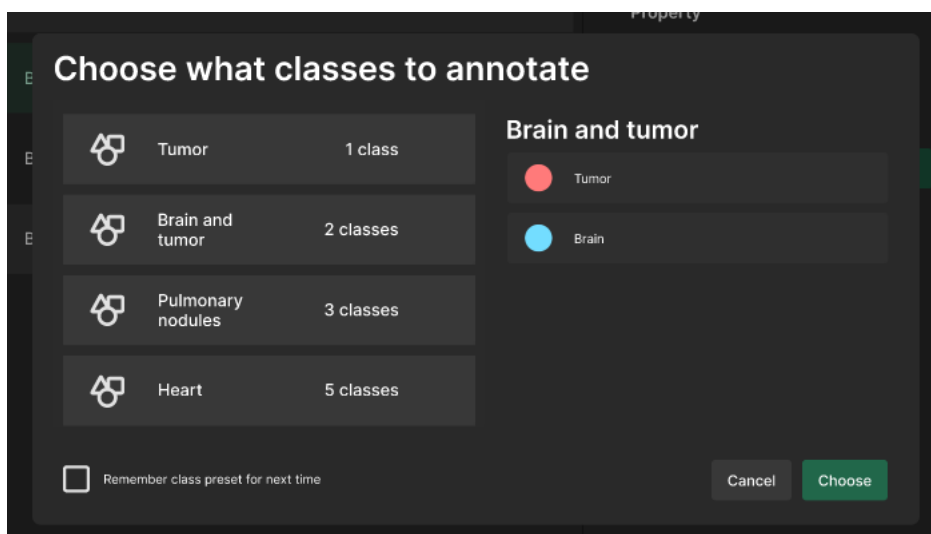 Property
Choose what classes to annotate
Tumor 1 class
Brain and
tumor
2 classes
Pulmonary
nodules
3 classes
Heart 5 classes
Brain and tumor
Tumor
Brain
Remember class preset for next time
Cancel Choose
B
B
B